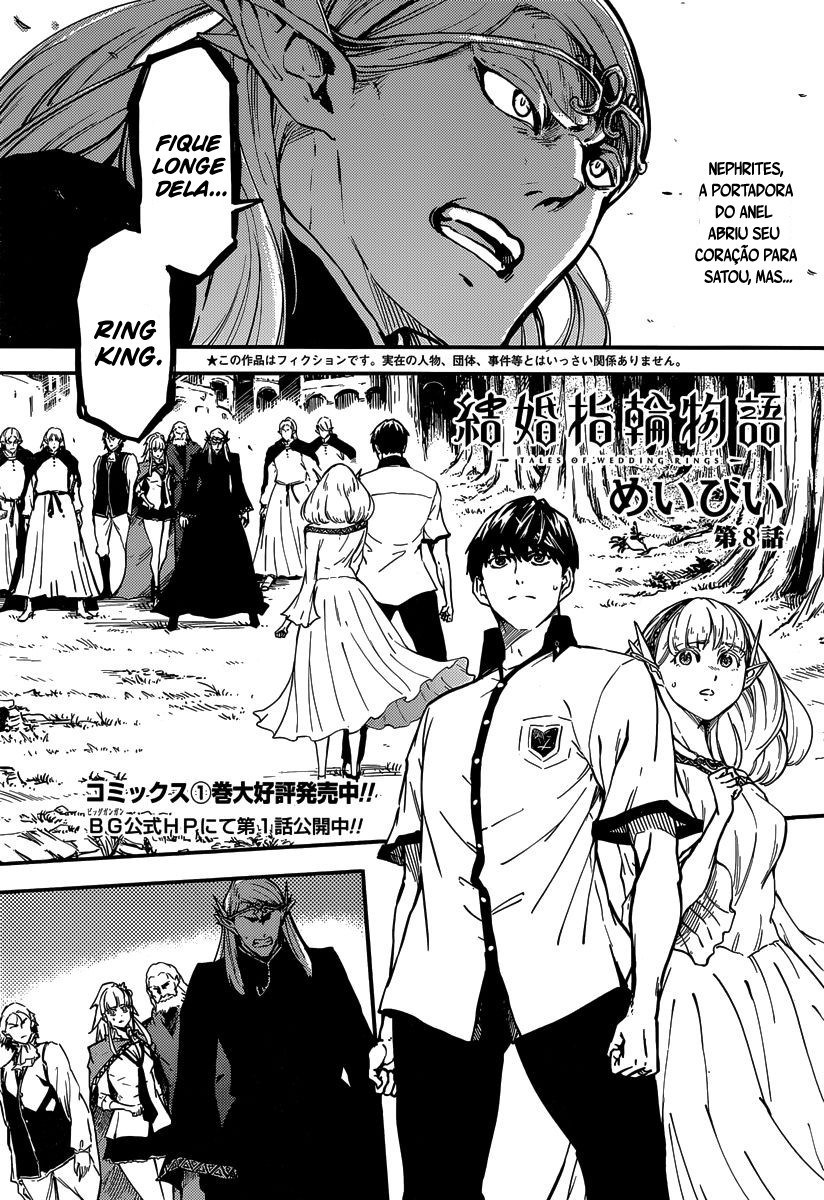 NEPHRITES,
A PORTADORA
DO ANEL
ABRIU SEU
CORAÇÃO PARA
SATOU, MAS...
FIQUE
LONGE
DELA...
RING
KING.
★この作品はフィクションです。実在の人物、団体、事件等とはいっさい関係ありません。
結婚指輪物語
- TALES OF WEDDING RINGS -
めいびい
第8話
コミックス①巻大好評発売中!!
ビッグガンガン
BG公式HPにて第1話公開中!!